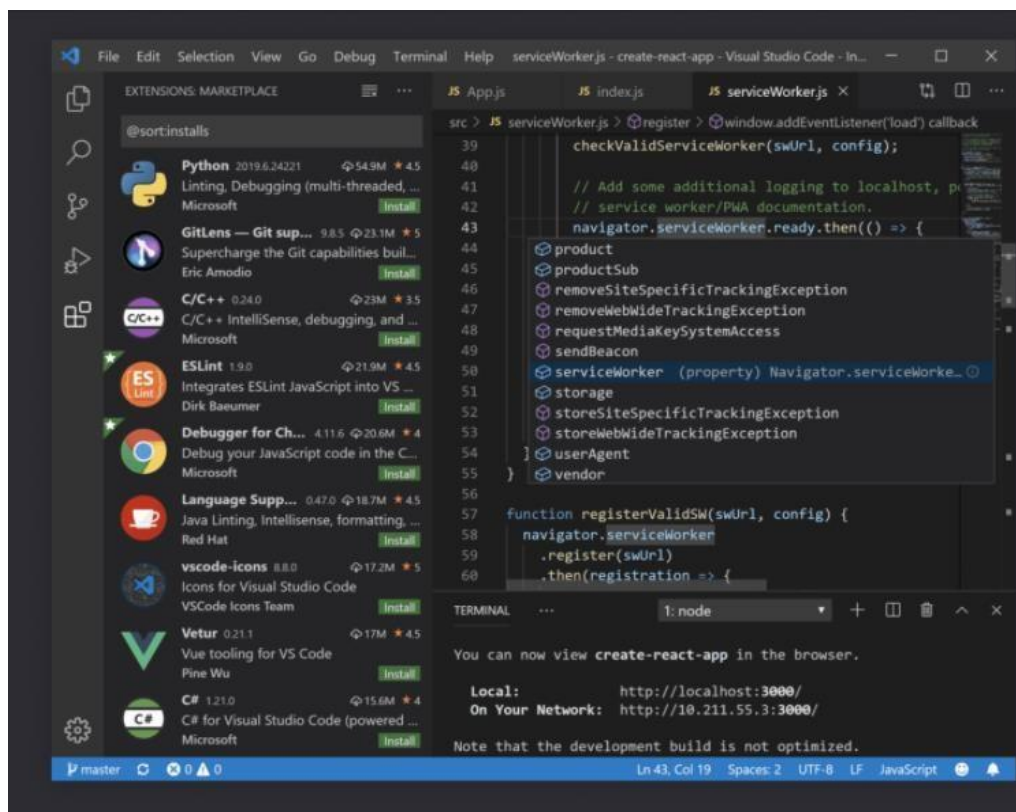 File Edit Selection View Go Debug Terminal Help serviceWorker.js - create-react-app - Visual Studio Code - In...
EXTENSIONS: MARKETPLACE
@sort:installs
Python 2019.6.24221 54.9M ★ 4.5
Linting, Debugging (multi-threaded, ...
Microsoft Install
GitLens — Git sup... 9.8.5 23.1M ★ 5
Supercharge the Git capabilities buil...
Eric Amodio Install
C/C++
C/C++ 0.24.0 23M ★ 3.5
C/C++ IntelliSense, debugging, and ...
Microsoft Install
ES
Lint
ESLint 1.9.0 21.9M ★ 4.5
Integrates ESLint JavaScript into VS ...
Dirk Baeumer Install
Debugger for Ch... 4.11.6 20.6M ★ 4
Debug your JavaScript code in the C...
Microsoft Install
Language Supp... 0.47.0 18.7M ★ 4.5
Java Linting, Intellisense, formatting, ...
Red Hat Install
vscode-icons 8.8.0 17.2M ★ 5
Icons for Visual Studio Code
VSCode Icons Team Install
Vetur 0.21.1 17M ★ 4.5
Vue tooling for VS Code
Pine Wu Install
C#
C# 1.21.0 15.6M ★ 4
C# for Visual Studio Code (powered ...
Microsoft Install
JS App.js JS index.js JS serviceWorker.js ×
src > JS serviceWorker.js > register > window.addEventListener('load') callback
39 checkValidServiceWorker(swUrl, config);
40
41 // Add some additional logging to localhost, p
42 // service worker/PWA documentation.
43 navigator.serviceWorker.ready.then(() => {
44 product
45 productSub
46 removeSiteSpecificTrackingException
47 removeWebWideTrackingException
48 requestMediaKeySystemAccess
49 sendBeacon
50 serviceWorker (property) Navigator.serviceWorke...
51 storage
52 storeSiteSpecificTrackingException
53 storeWebWideTrackingException
54 } userAgent
55 } vendor
56
57 function registerValidSW(swUrl, config) {
58 navigator.serviceWorker
59 .register(swUrl)
60 .then(registration => {
TERMINAL ... 1: node
You can now view create-react-app in the browser.
Local: http://localhost:3000/
On Your Network: http://10.211.55.3:3000/
Note that the development build is not optimized.
master 0 0 Ln 43, Col 19 Spaces: 2 UTF-8 LF JavaScript